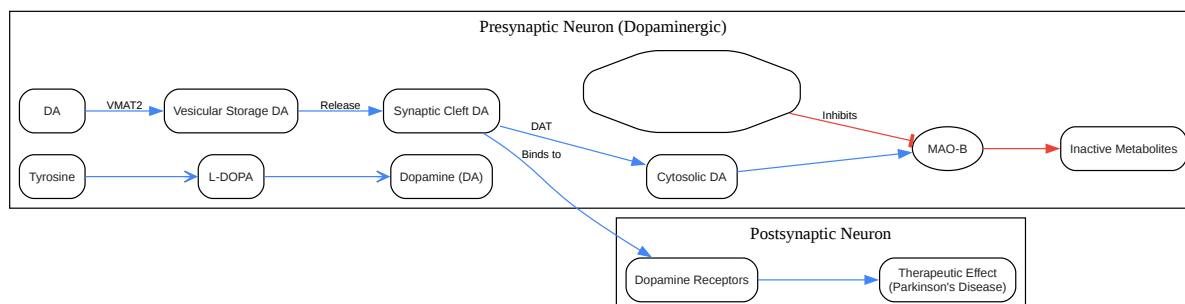 Presynaptic Neuron (Dopaminergic)
DA
VMAT2
Vesicular Storage DA
Release
Synaptic Cleft DA
DAT
Binds to
Inhibits
MAO-B
Inactive Metabolites
Tyrosine
L-DOPA
Dopamine (DA)
Cytosolic DA
Postsynaptic Neuron
Dopamine Receptors
Therapeutic Effect
(Parkinson's Disease)